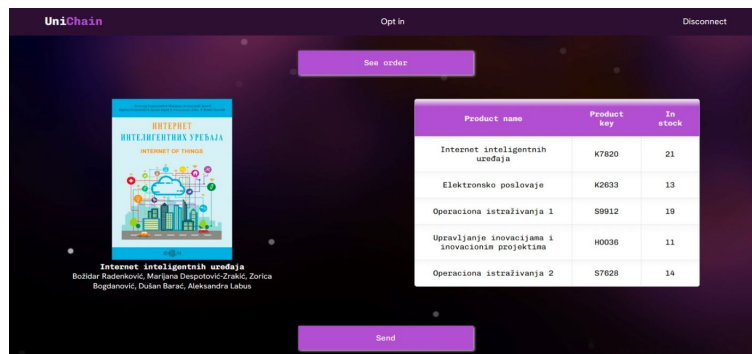 UniChain
Opt in
Disconnect
See order
ИНТЕРНЕТ
ИНТЕЛИГЕНТНИХ УРЕЂАЈА
INTERNET OF THINGS
Internet inteligentnih uređaja
Božidar Radenković, Marijana Despotović-Zrakić, Zorica
Bogdanović, Dušan Barać, Aleksandra Labus
Product name Product key In stock
Internet inteligentnih uređaja K7820 21
Elektronsko poslovaje K2633 13
Operaciona istraživanja 1 S9912 19
Upravljanje inovacijama i inovacionim projektima H0036 11
Operaciona istraživanja 2 S7628 14
Send